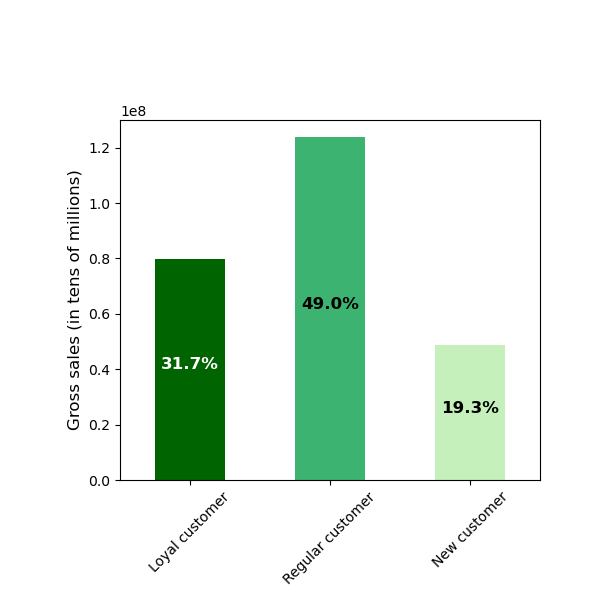 1e8
Gross sales (in tens of millions)
1.2
1.0
0.8
0.6
0.4
0.2
0.0
31.7%
49.0%
19.3%
Loyal customer
Regular customer
New customer